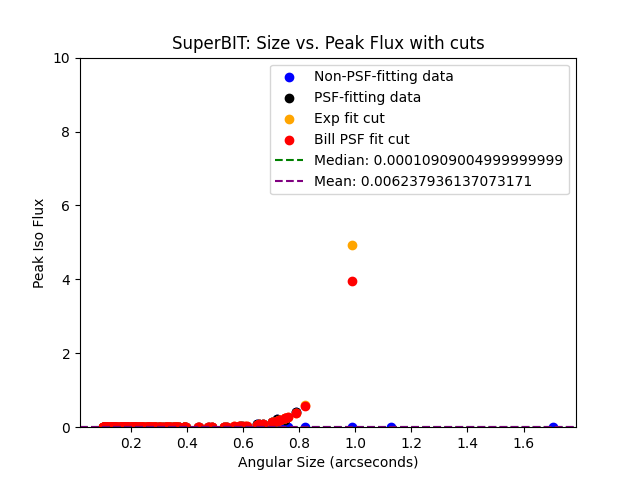 SuperBIT: Size vs. Peak Flux with cuts
10
8
6
4
2
0
Peak Iso Flux
Non-PSF-fitting data
PSF-fitting data
Exp fit cut
Bill PSF fit cut
Median: 0.00010909004999999999
Mean: 0.006237936137073171
0.2 0.4 0.6 0.8 1.0 1.2 1.4 1.6
Angular Size (arcseconds)